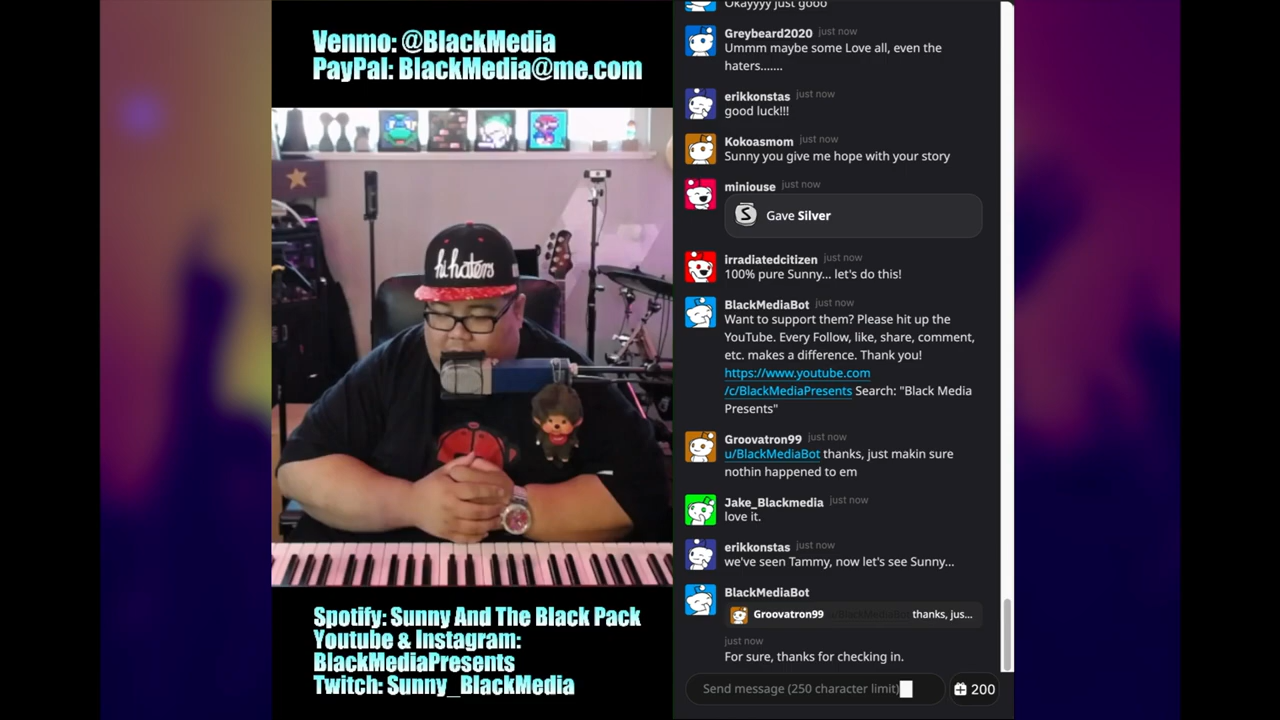 Venmo: @BlackMedia
PayPal: BlackMedia@me.com
hi haters
Spotify: Sunny And The Black Pack
Youtube & Instagram:
BlackMediaPresents
Twitch: Sunny_BlackMedia
Okayyyy just gooo
Greybeard2020 just now
Ummm maybe some Love all, even the
haters.......
erikkonstas just now
good luck!!!
Kokoasmom just now
Sunny you give me hope with your story
miniouse just now
S
Gave Silver
irradiatedcitizen just now
100% pure Sunny... let's do this!
BlackMediaBot just now
Want to support them? Please hit up the
YouTube. Every Follow, like, share, comment,
etc. makes a difference. Thank you!
https://www.youtube.com
/c/BlackMediaPresents Search: "Black Media
Presents"
Groovatron99 just now
u/BlackMediaBot thanks, just makin sure
nothin happened to em
Jake_Blackmedia just now
love it.
erikkonstas just now
we've seen Tammy, now let's see Sunny...
BlackMediaBot
Groovatron99 u/BlackMediaBot thanks, jus...
just now
For sure, thanks for checking in.
Send message (250 character limit)
200